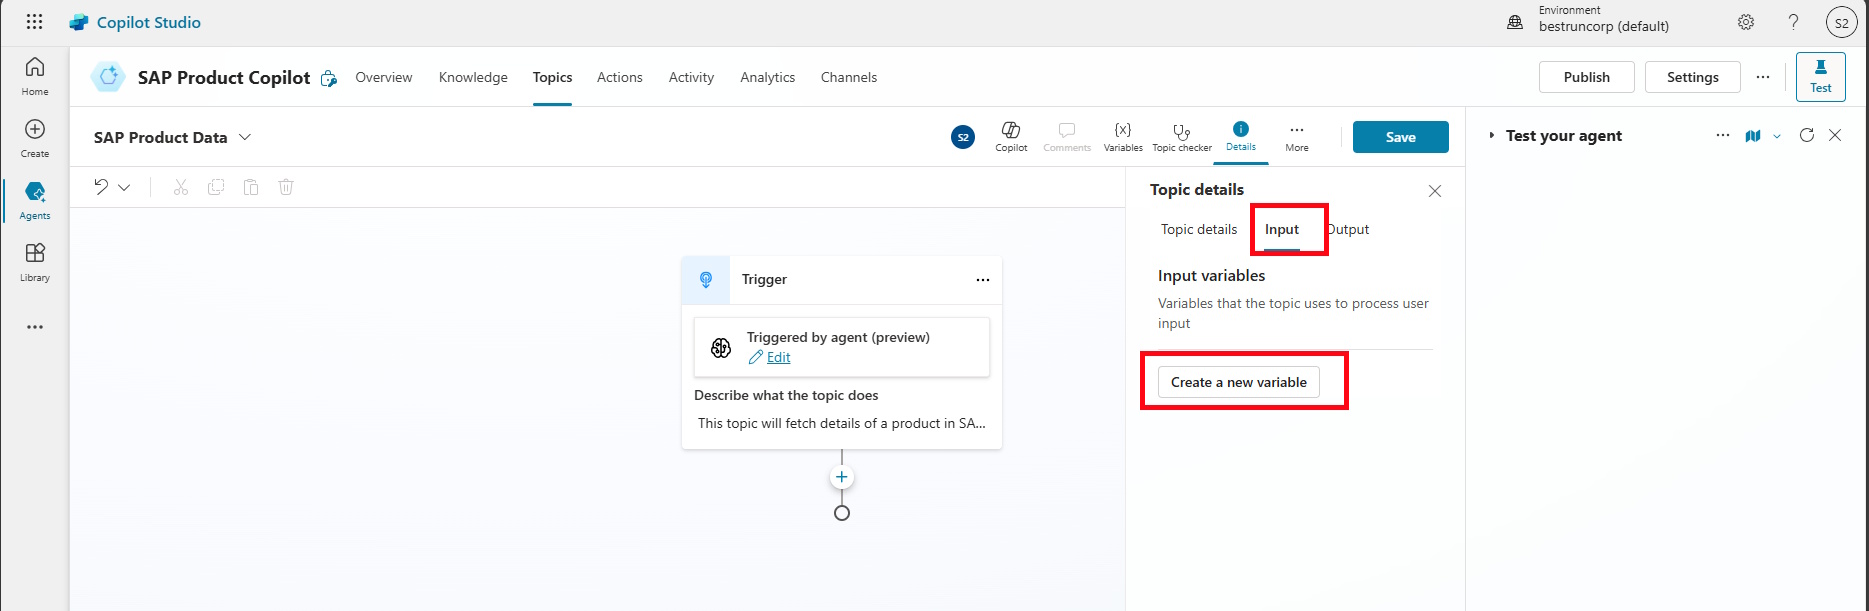 Copilot Studio
Environment
bestruncorp (default)
S2
Home
Create
Agents
Library
SAP Product Copilot
Overview
Knowledge
Topics
Actions
Activity
Analytics
Channels
Publish
Settings
Test
SAP Product Data
S2
Copilot
Comments
{x}
Variables
Topic checker
Details
More
Save
Trigger
Triggered by agent (preview)
Edit
Describe what the topic does
This topic will fetch details of a product in SA...
Topic details
Topic details
Input
Output
Input variables
Variables that the topic uses to process user
input
Create a new variable
Test your agent